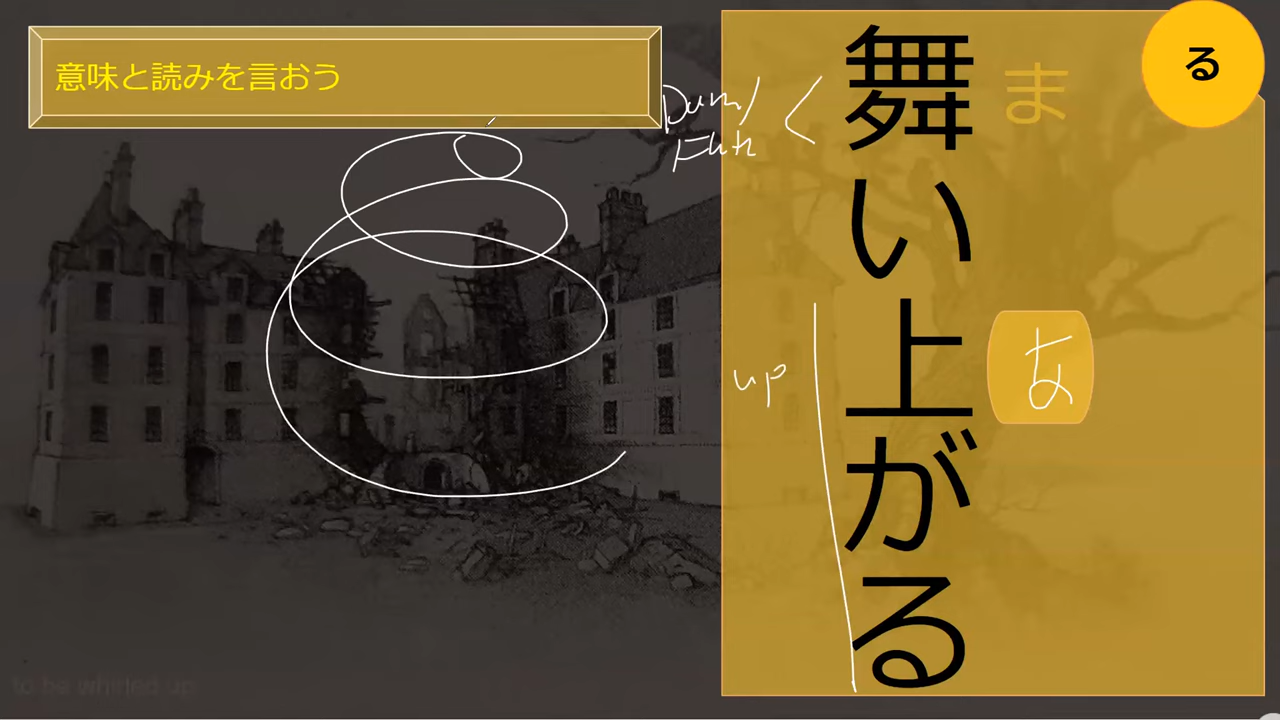 意味と読みを言おう
る
舞い上がる
ま
あ
up
to be whirled up